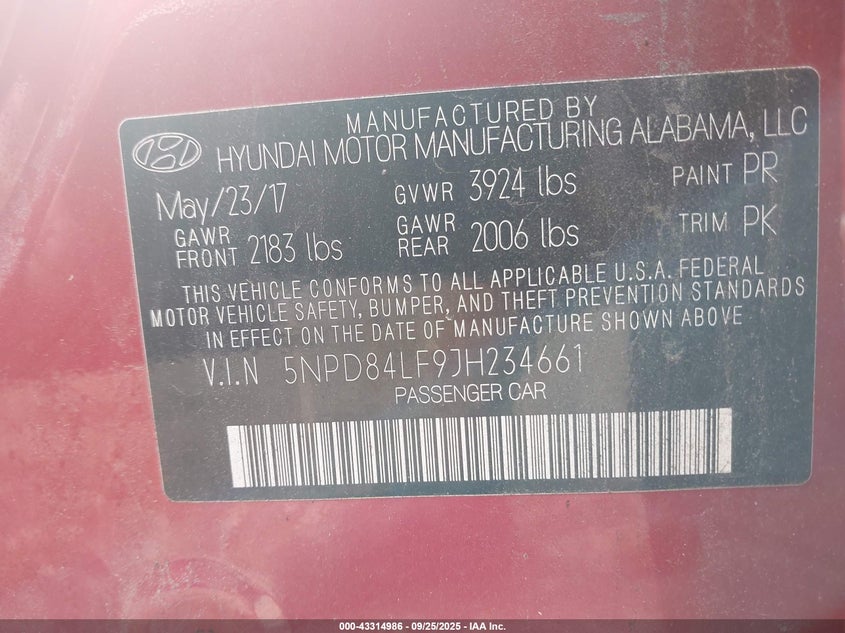 MANUFACTURED BY
HYUNDAI MOTOR MANUFACTURING ALABAMA, LLC
May/23/17 GVWR 3924 lbs PAINT PR
GAWR FRONT 2183 lbs GAWR REAR 2006 lbs TRIM PK
THIS VEHICLE CONFORMS TO ALL APPLICABLE U.S.A. FEDERAL
MOTOR VEHICLE SAFETY, BUMPER, AND THEFT PREVENTION STANDARDS
IN EFFECT ON THE DATE OF MANUFACTURE SHOWN ABOVE
V.I.N 5NPD84LF9JH234661
PASSENGER CAR
000-43314986 - 09/25/2025 - IAA Inc.